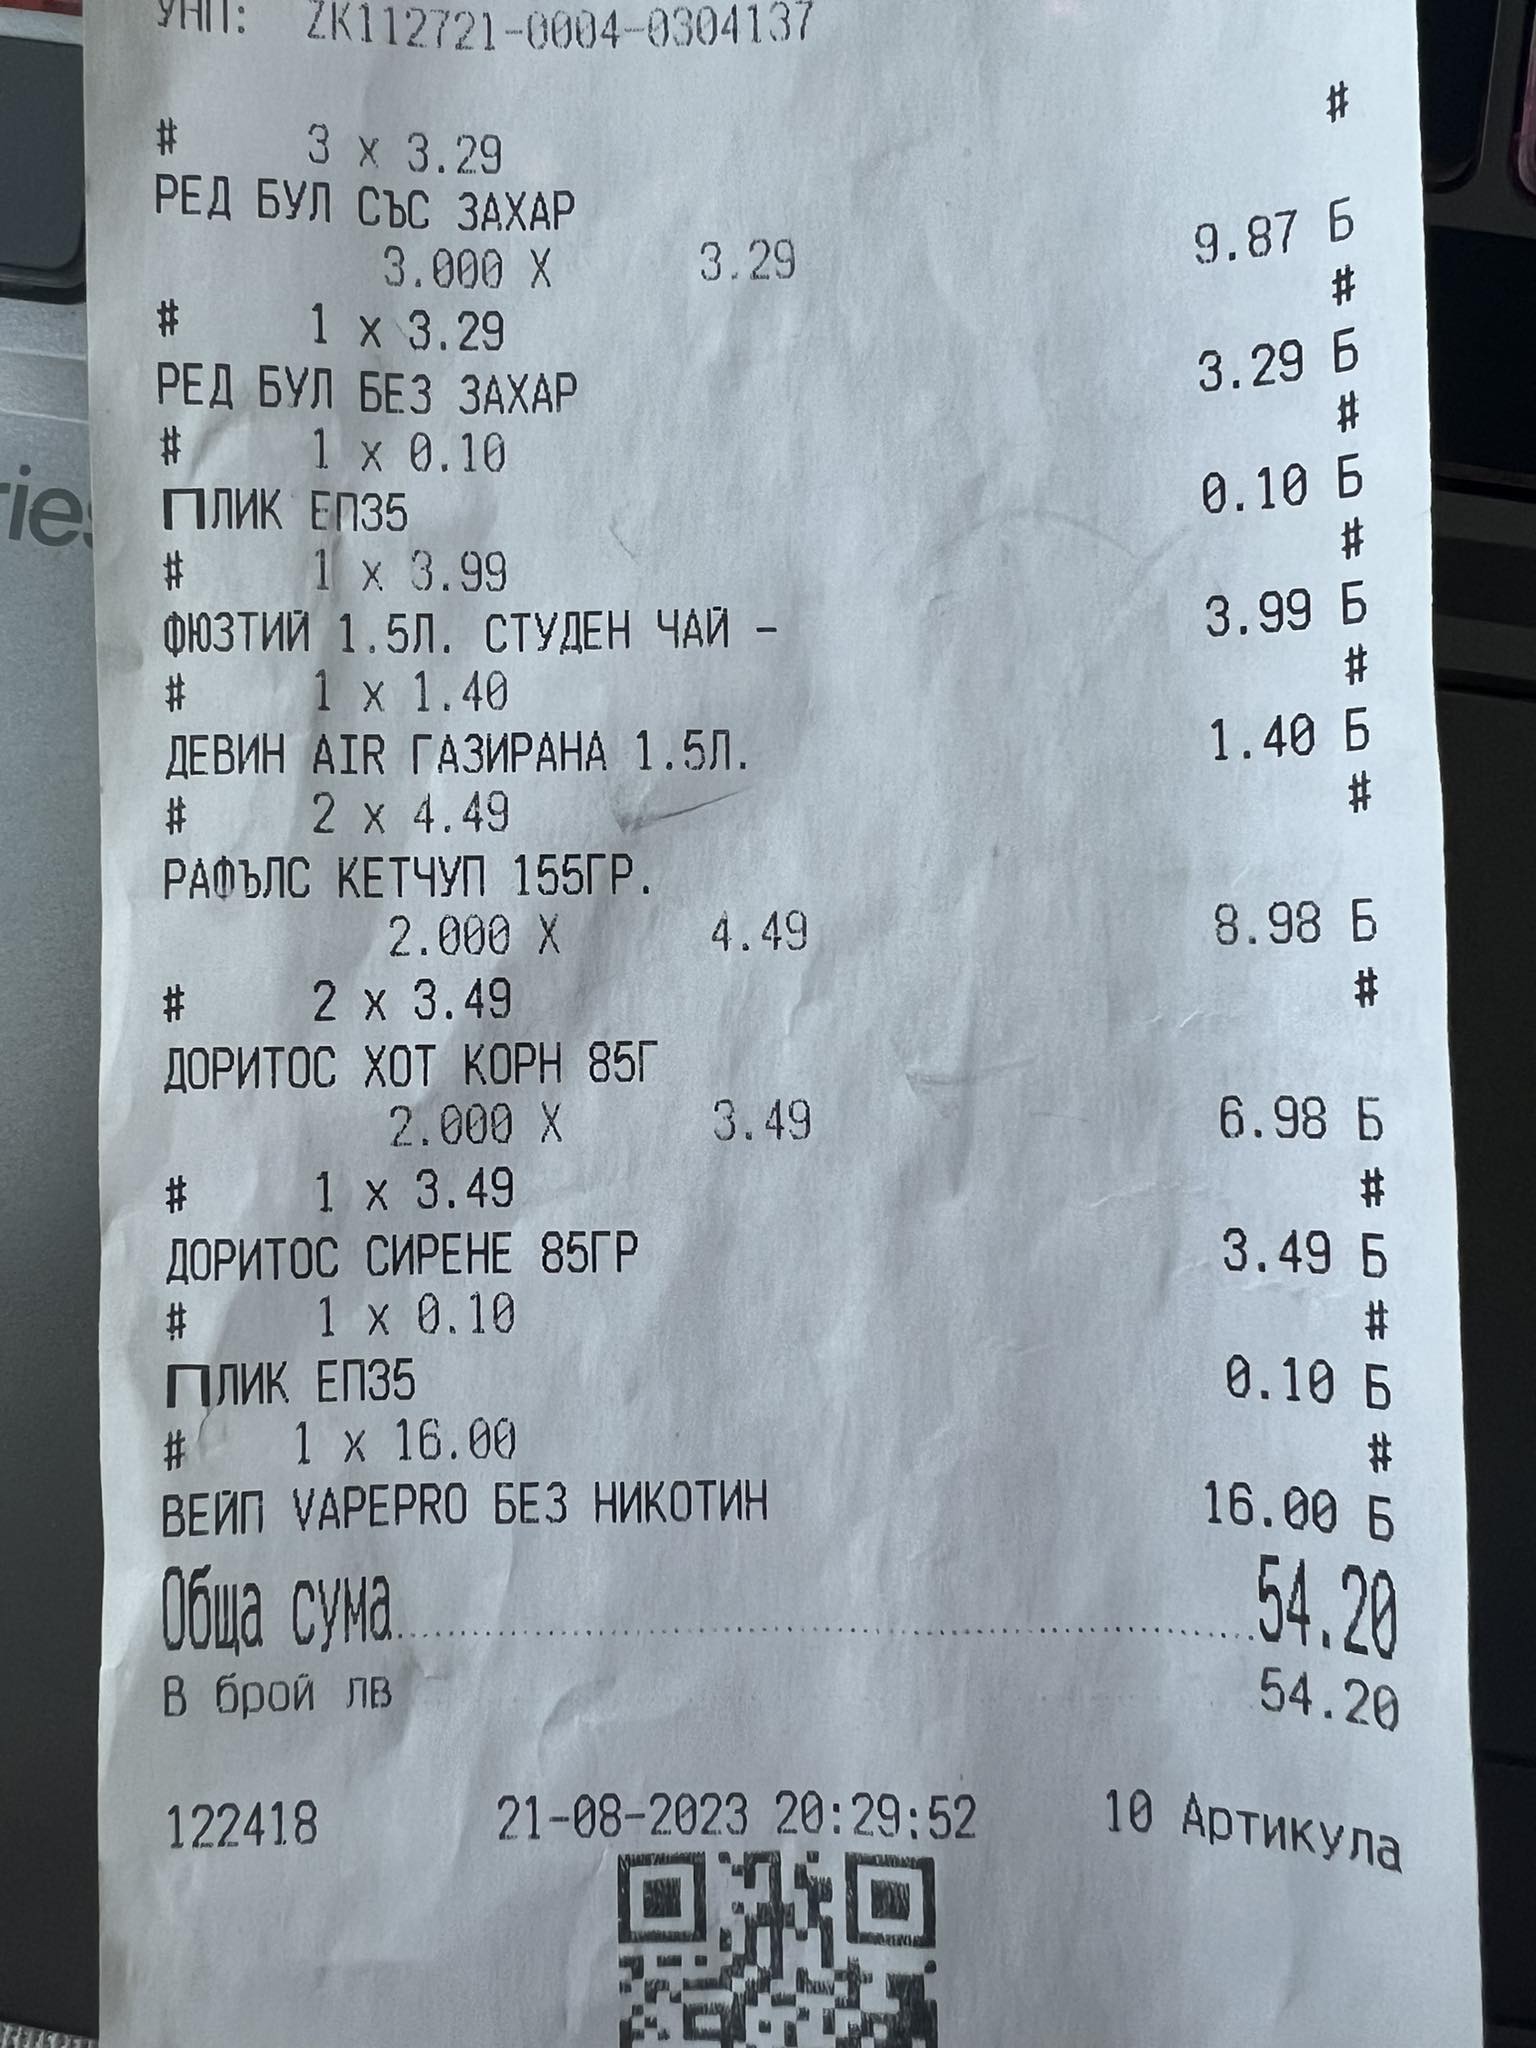 УНП: ZK112721-0004-0304137
# 3 x 3.29 #
РЕД БУЛ СЪС ЗАХАР
3.000 X 3.29 9.87 Б
# 1 x 3.29 #
РЕД БУЛ БЕЗ ЗАХАР 3.29 Б
# 1 x 0.10 #
ПЛИК ЕП35 0.10 Б
# 1 x 3.99 #
ФЮЗТИЙ 1.5Л. СТУДЕН ЧАЙ - 3.99 Б
# 1 x 1.40 #
ДЕВИН AIR ГАЗИРАНА 1.5Л. 1.40 Б
# 2 x 4.49 #
РАФЪЛС КЕТЧУП 155ГР.
2.000 X 4.49 8.98 Б
# 2 x 3.49 #
ДОРИТОС ХОТ КОРН 85Г
2.000 X 3.49 6.98 Б
# 1 x 3.49 #
ДОРИТОС СИРЕНЕ 85ГР 3.49 Б
# 1 x 0.10 #
ПЛИК ЕП35 0.10 Б
# 1 x 16.00 #
ВЕЙП VAPEPRO БЕЗ НИКОТИН 16.00 Б
Обща сума 54.20
В брой лв 54.20
122418 21-08-2023 20:29:52 10 Артикула